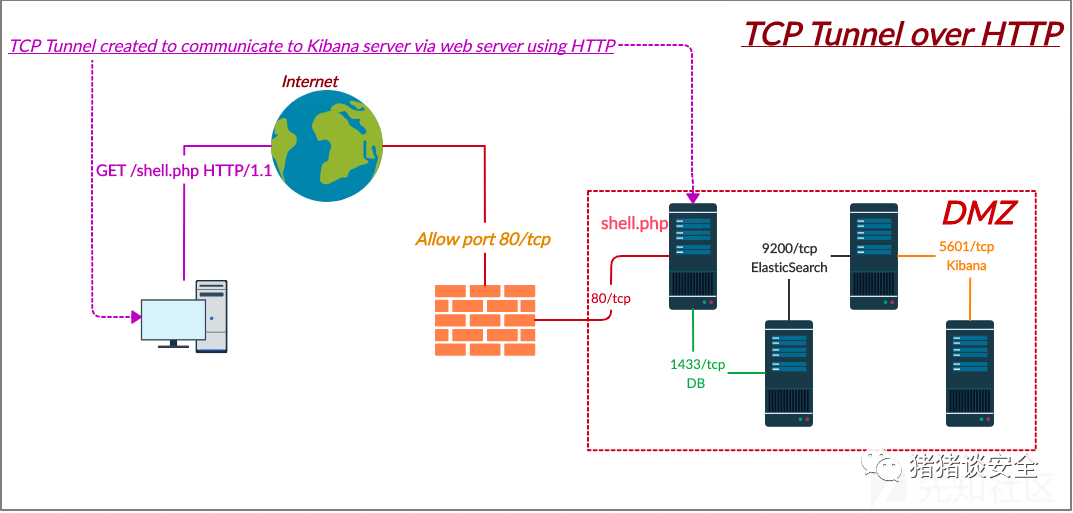 TCP Tunnel over HTTP
TCP Tunnel created to communicate to Kibana server via web server using HTTP
Internet
GET /shell.php HTTP/1.1
Allow port 80/tcp
DMZ
shell.php
9200/tcp
ElasticSearch
5601/tcp
Kibana
80/tcp
1433/tcp
DB
猪猪谈安全
先知社区